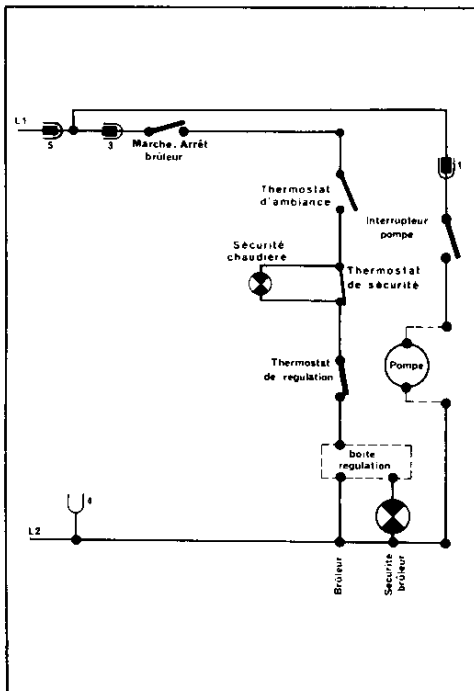 L1
5
3
Marche. Arrêt
brûleur
1
Thermostat
d'ambiance
Interrupteur
pompe
Sécurité
chaudière
Thermostat
de sécurité
Thermostat
de regulation
Pompe
boite
regulation
4
L2
Brûleur
Securite
brûleur